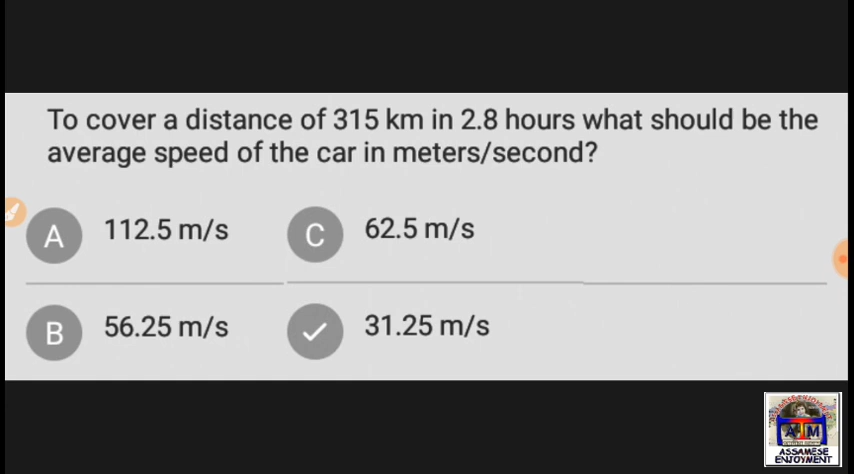 To cover a distance of 315 km in 2.8 hours what should be the
average speed of the car in meters/second?
A 112.5 m/s
C 62.5 m/s
B 56.25 m/s
31.25 m/s
ATM
ASSAMESE
ENJOYMENT